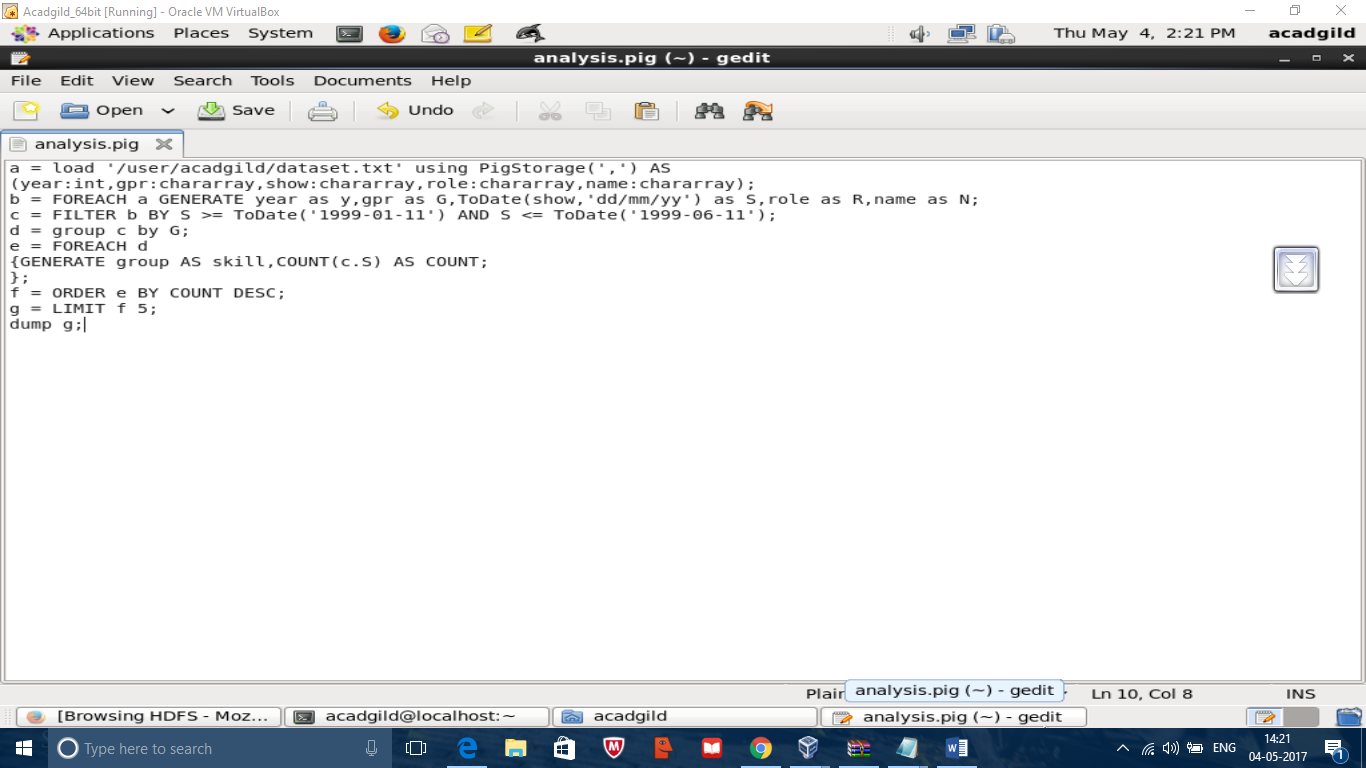 Acadgild_64bit [Running] - Oracle VM VirtualBox
Applications Places System Thu May 4, 2:21 PM acadgild
analysis.pig (~) - gedit
File Edit View Search Tools Documents Help
Open Save Undo
analysis.pig
a = load '/user/acadgild/dataset.txt' using PigStorage(',') AS
(year:int,gpr:chararray,show:chararray,role:chararray,name:chararray);
b = FOREACH a GENERATE year as y,gpr as G,ToDate(show,'dd/mm/yy') as S,role as R,name as N;
c = FILTER b BY S >= ToDate('1999-01-11') AND S <= ToDate('1999-06-11');
d = group c by G;
e = FOREACH d
{GENERATE group AS skill,COUNT(c.S) AS COUNT;
};
f = ORDER e BY COUNT DESC;
g = LIMIT f 5;
dump g;
Plain analysis.pig (~) - gedit Ln 10, Col 8 INS
[Browsing HDFS - Moz... acadgild@localhost:~ acadgild analysis.pig (~) - gedit
Type here to search ENG 14:21
04-05-2017 1